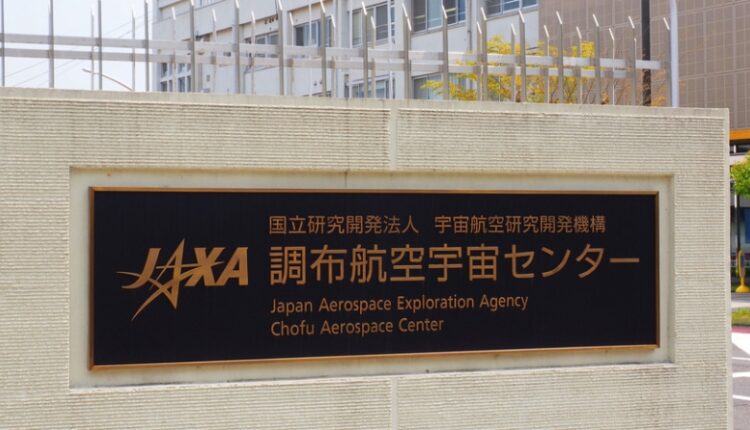 JAXA
国立研究開発法人 宇宙航空研究開発機構
調布航空宇宙センター
Japan Aerospace Exploration Agency
Chofu Aerospace Center